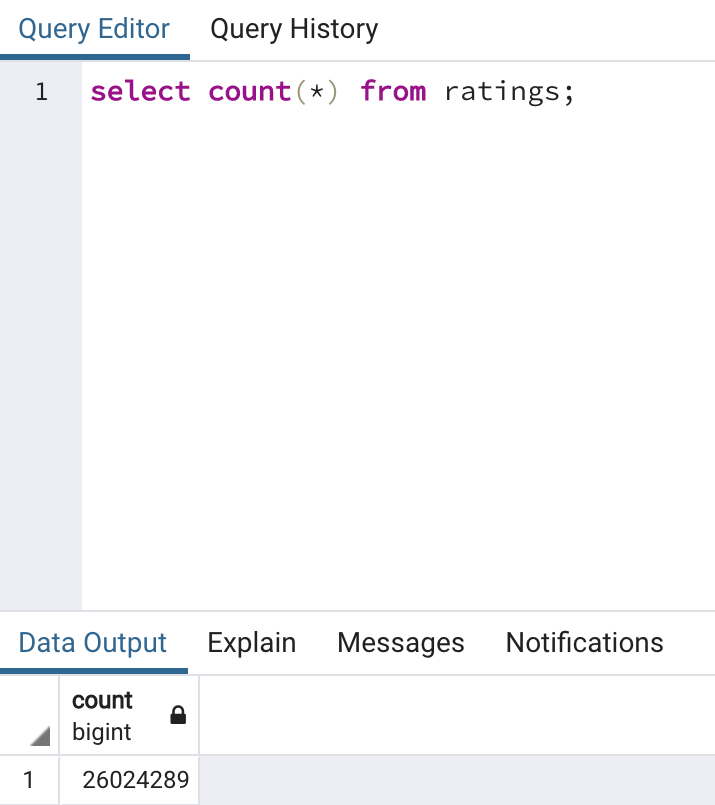 Query Editor Query History
1 select count(*) from ratings;
Data Output Explain Messages Notifications
count
bigint
1 26024289